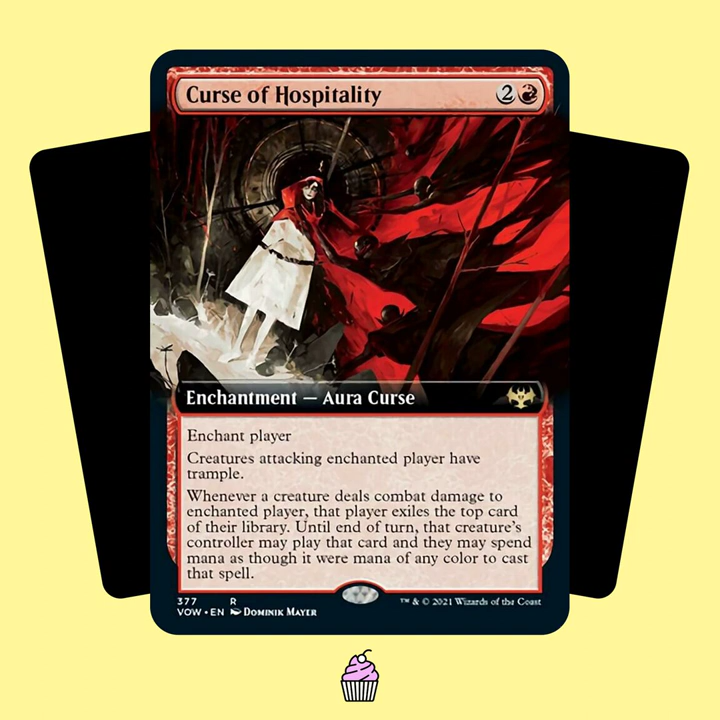 Curse of Hospitality 2
Enchantment — Aura Curse
Enchant player
Creatures attacking enchanted player have
trample.
Whenever a creature deals combat damage to
enchanted player, that player exiles the top card
of their library. Until end of turn, that creature's
controller may play that card and they may spend
mana as though it were mana of any color to cast
that spell.
377 R
VOW • EN Dominik Mayer
™ & © 2021 Wizards of the Coast